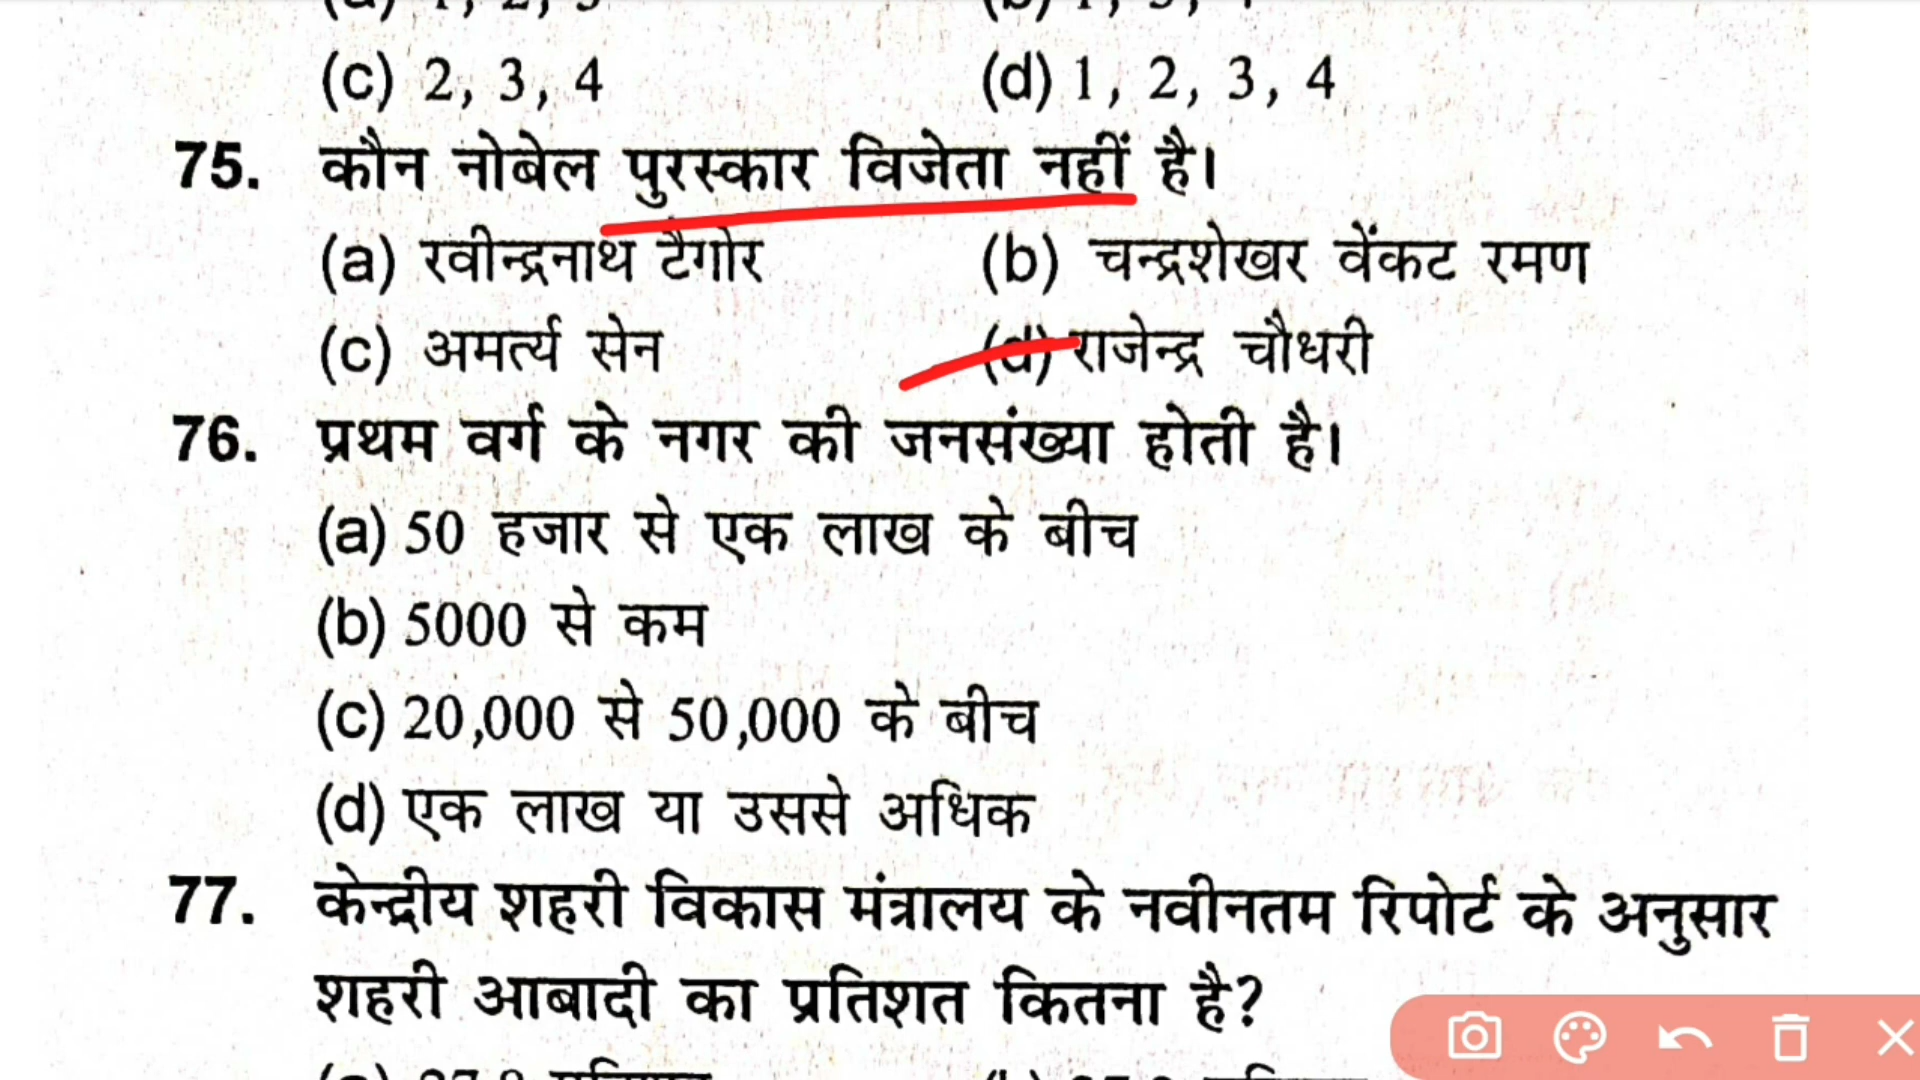 (c) 2, 3, 4 (d) 1, 2, 3, 4
75. कौन नोबेल पुरस्कार विजेता नहीं है।
(a) रवीन्द्रनाथ टैगोर (b) चन्द्रशेखर वेंकट रमण
(c) अमर्त्य सेन (d) राजेन्द्र चौधरी
76. प्रथम वर्ग के नगर की जनसंख्या होती है।
(a) 50 हजार से एक लाख के बीच
(b) 5000 से कम
(c) 20,000 से 50,000 के बीच
(d) एक लाख या उससे अधिक
77. केन्द्रीय शहरी विकास मंत्रालय के नवीनतम रिपोर्ट के अनुसार
शहरी आबादी का प्रतिशत कितना है?